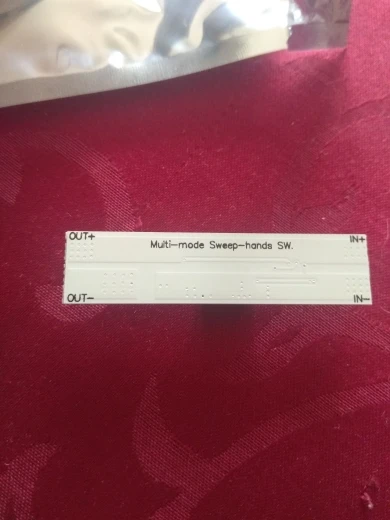 OUT+
Multi-mode Sweep-hands SW.
IN+
OUT-
IN-